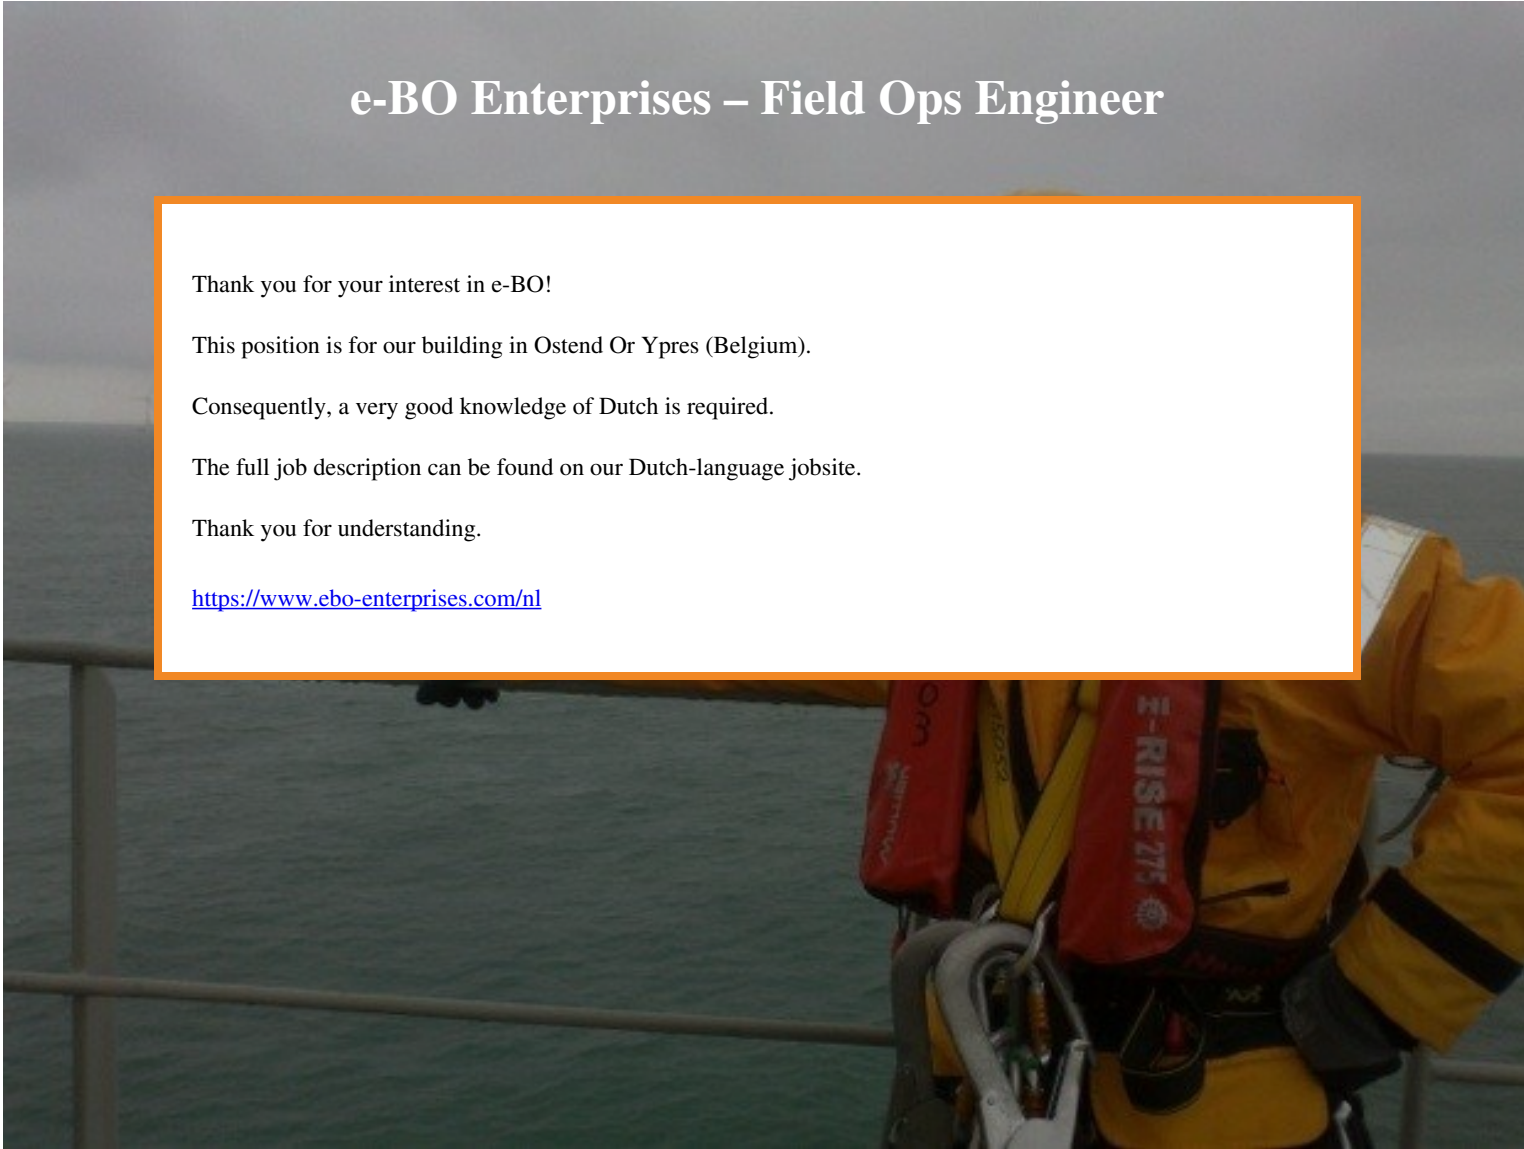 e-BO Enterprises – Field Ops Engineer
Thank you for your interest in e-BO!
This position is for our building in Ostend Or Ypres (Belgium).
Consequently, a very good knowledge of Dutch is required.
The full job description can be found on our Dutch-language jobsite.
Thank you for understanding.
https://www.ebo-enterprises.com/nl
HI-RISE 275